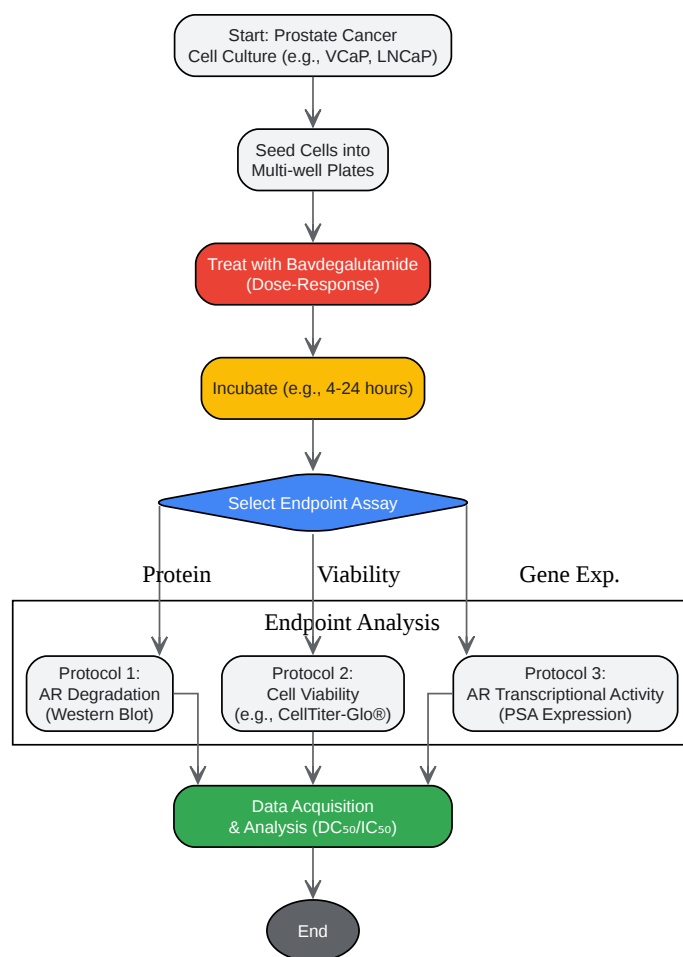 Start: Prostate Cancer
Cell Culture (e.g., VCaP, LNCaP)
Seed Cells into
Multi-well Plates
Treat with Bavdegalutamide
(Dose-Response)
Incubate (e.g., 4-24 hours)
Select Endpoint Assay
Protein
Viability
Gene Exp.
Endpoint Analysis
Protocol 1:
AR Degradation
(Western Blot)
Protocol 2:
Cell Viability
(e.g., CellTiter-Glo®)
Protocol 3:
AR Transcriptional Activity
(PSA Expression)
Data Acquisition
& Analysis (DC₅₀/IC₅₀)
End